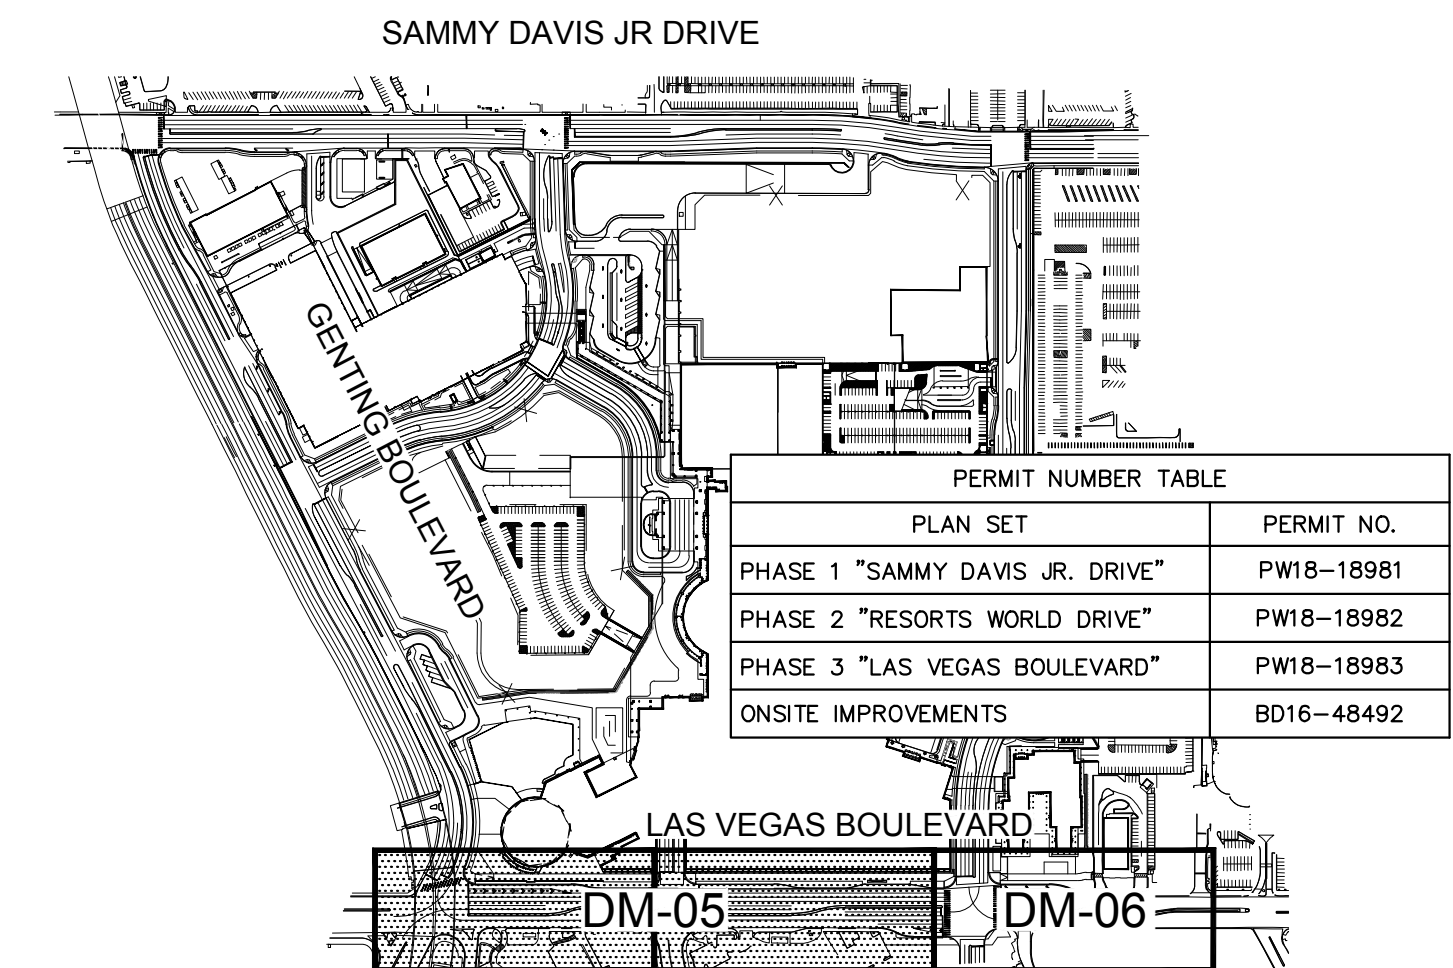 SAMMY DAVIS JR DRIVE
GENTING BOULEVARD
PERMIT NUMBER TABLE
PLAN SET PERMIT NO.
PHASE 1 "SAMMY DAVIS JR. DRIVE" PW18-18981
PHASE 2 "RESORTS WORLD DRIVE" PW18-18982
PHASE 3 "LAS VEGAS BOULEVARD" PW18-18983
ONSITE IMPROVEMENTS BD16-48492
LAS VEGAS BOULEVARD
DM-05 DM-06